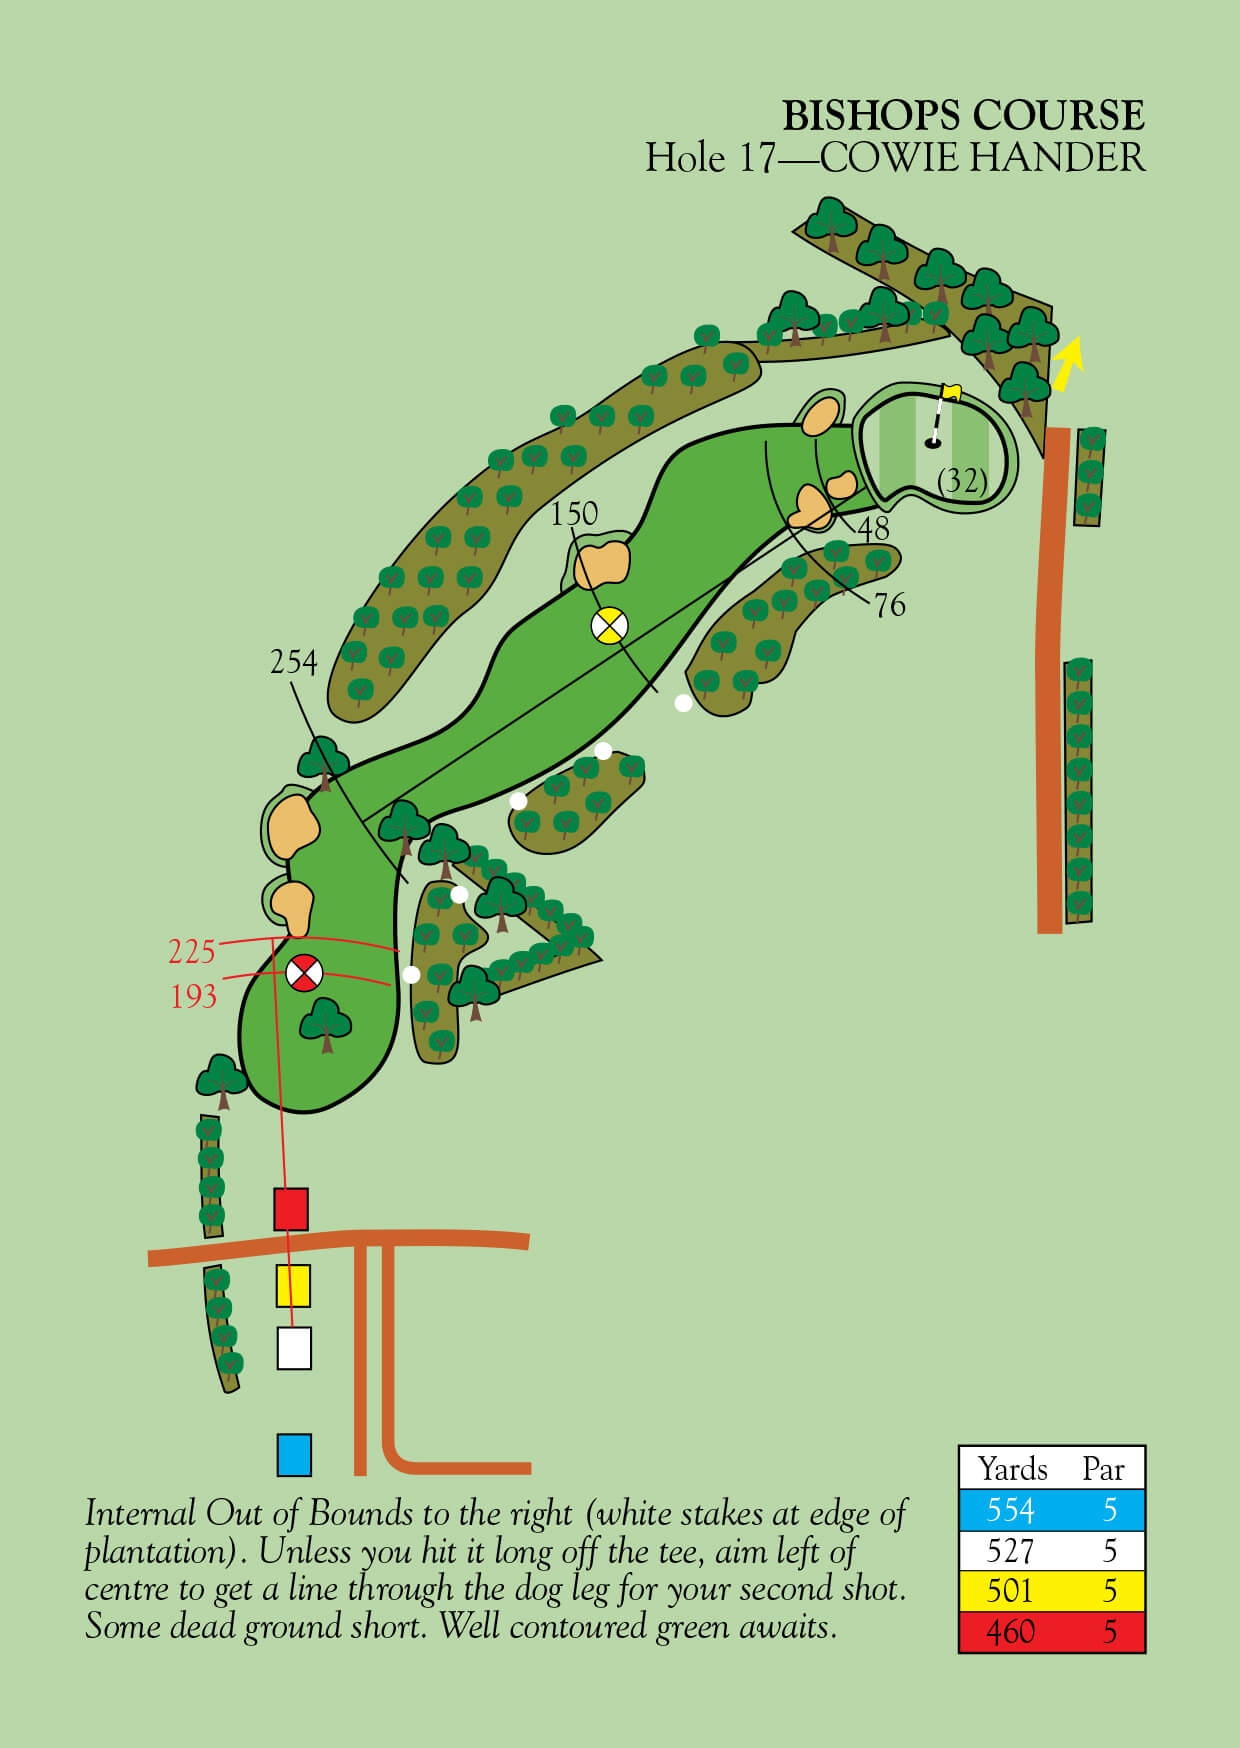 BISHOPS COURSE
Hole 17—COWIE HANDER
(32)
150
48
76
254
225
193
Yards Par
554 5
527 5
501 5
460 5
Internal Out of Bounds to the right (white stakes at edge of
plantation). Unless you hit it long off the tee, aim left of
centre to get a line through the dog leg for your second shot.
Some dead ground short. Well contoured green awaits.